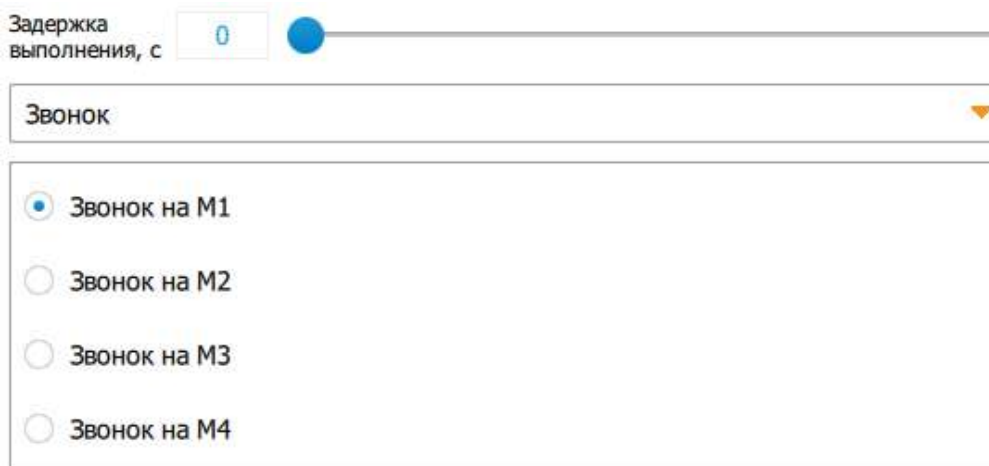 Задержка
выполнения, с
0
Звонок
Звонок на М1
Звонок на М2
Звонок на М3
Звонок на М4